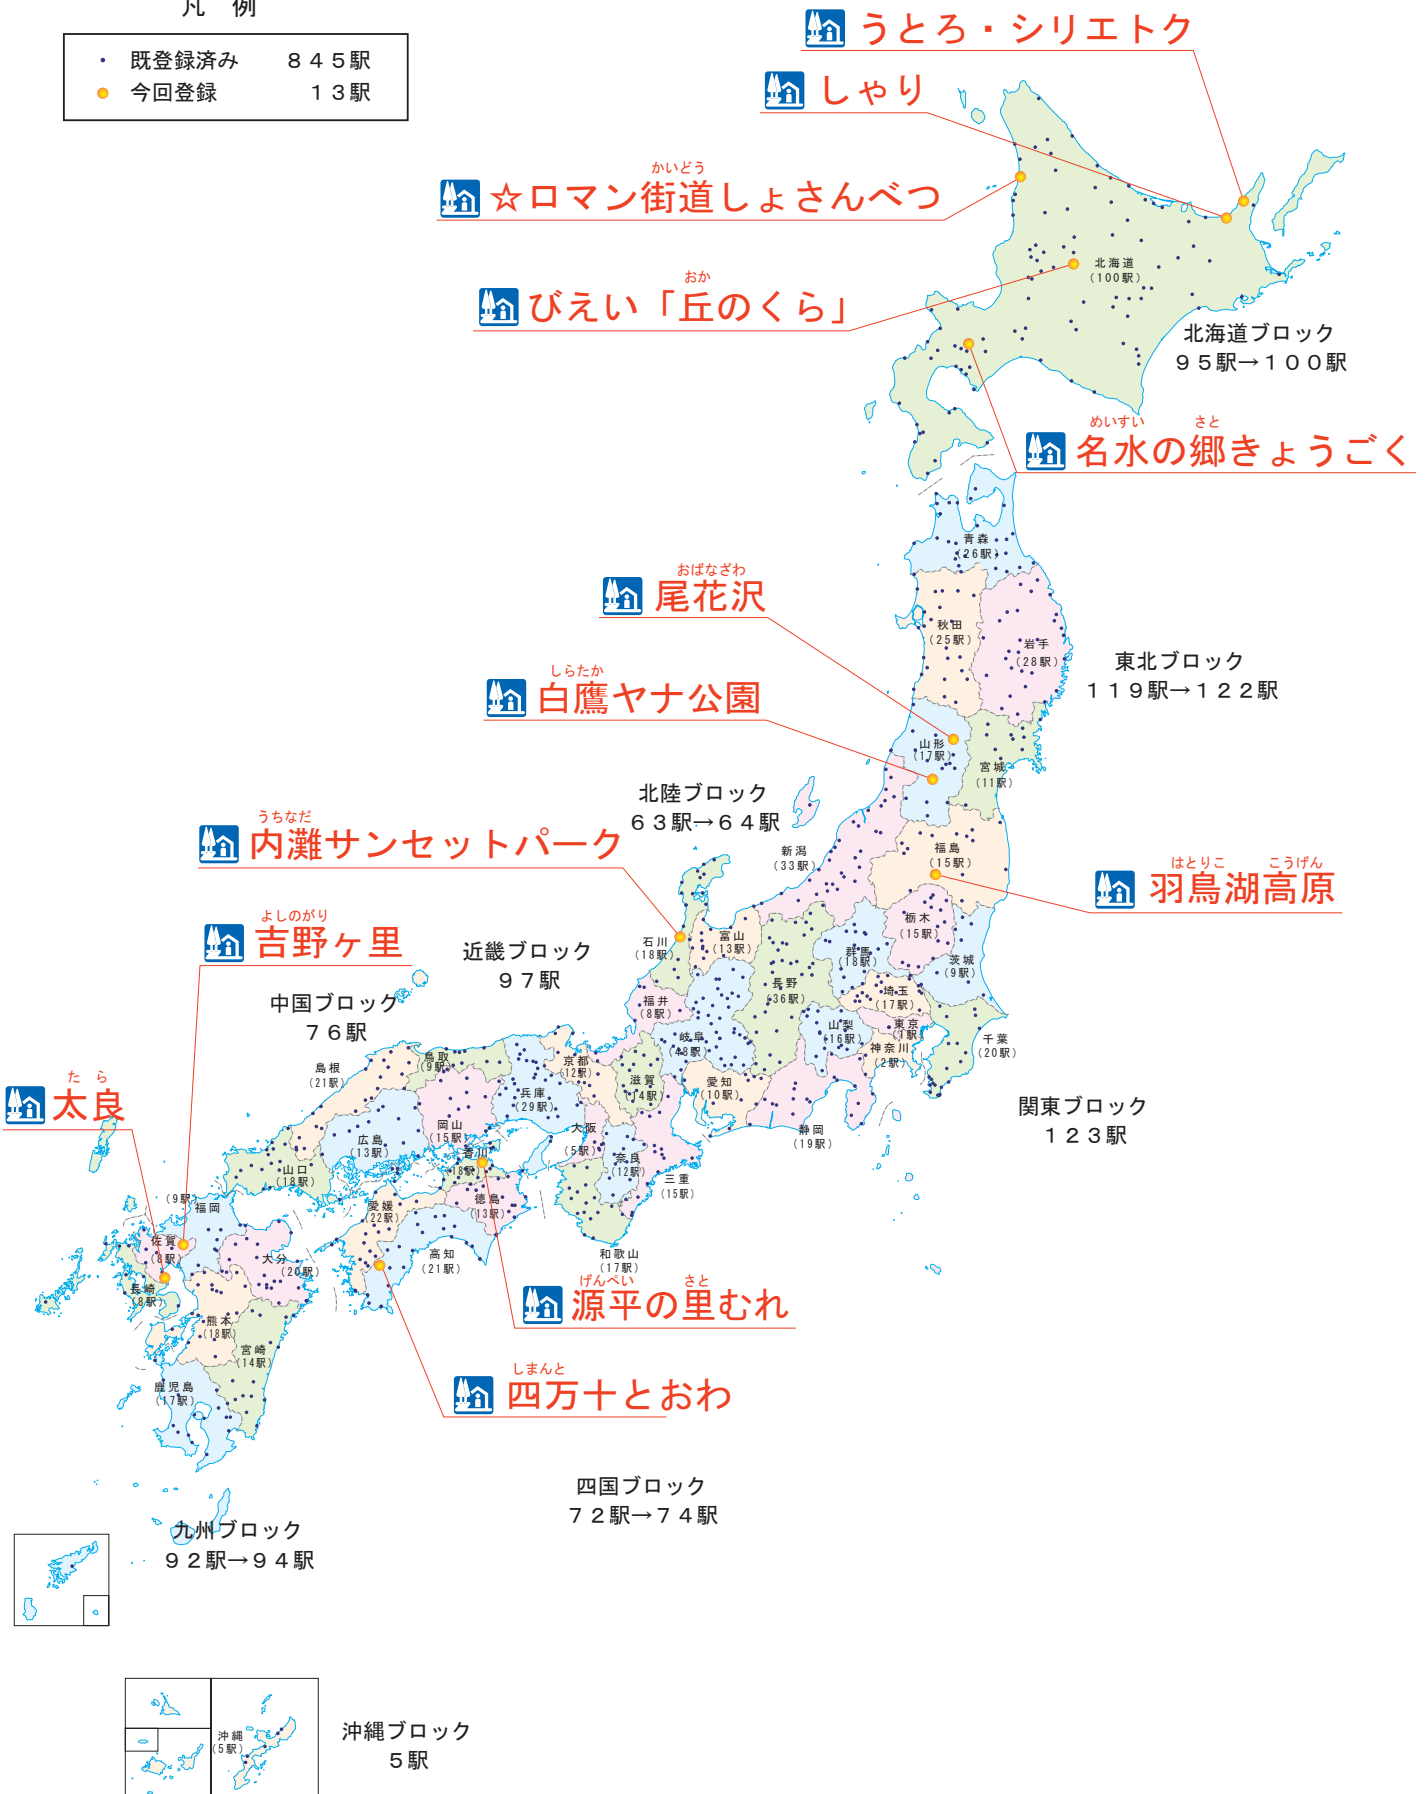 凡 例
既登録済み ８４５駅
今回登録 １３駅
うとろ・シリエトク
しゃり
かいどう
☆ロマン街道しょさんべつ
おか
びえい「丘のくら」
北海道
(100駅)
北海道ブロック
９５駅→１００駅
めいすい さと
名水の郷きょうごく
青森
(26駅)
おばなざわ
尾花沢
秋田
(25駅)
岩手
(28駅)
東北ブロック
１１９駅→１２２駅
しらたか
白鷹ヤナ公園
山形
(17駅)
宮城
(11駅)
北陸ブロック
６３駅→６４駅
うちなだ
内灘サンセットパーク
新潟
(33駅)
福島
(15駅)
はとりこ こうげん
羽鳥湖高原
よしのがり
吉野ヶ里
近畿ブロック
９７駅
石川
(18駅)
富山
(13駅)
群馬
(18駅)
栃木
(15駅)
茨城
(9駅)
中国ブロック
７６駅
福井
(8駅)
長野
(36駅)
埼玉
(17駅)
岐阜
(48駅)
山梨
(16駅)
東京
(1駅)
神奈川
(2駅)
千葉
(20駅)
島根
(21駅)
鳥取
(9駅)
京都
(12駅)
兵庫
(29駅)
滋賀
(14駅)
愛知
(10駅)
静岡
(19駅)
関東ブロック
１２３駅
た ら
太良
広島
(13駅)
岡山
(15駅)
大阪
(5駅)
奈良
(12駅)
三重
(15駅)
香川
(18駅)
山口
(18駅)
徳島
(13駅)
愛媛
(22駅)
高知
(21駅)
和歌山
(17駅)
(9駅)
福岡
佐賀
(8駅)
大分
(20駅)
長崎
(8駅)
熊本
(18駅)
宮崎
(14駅)
鹿児島
(17駅)
げんぺい さと
源平の里むれ
しまんと
四万十とおわ
四国ブロック
７２駅→７４駅
九州ブロック
９２駅→９４駅
沖縄
(5駅)
沖縄ブロック
５駅